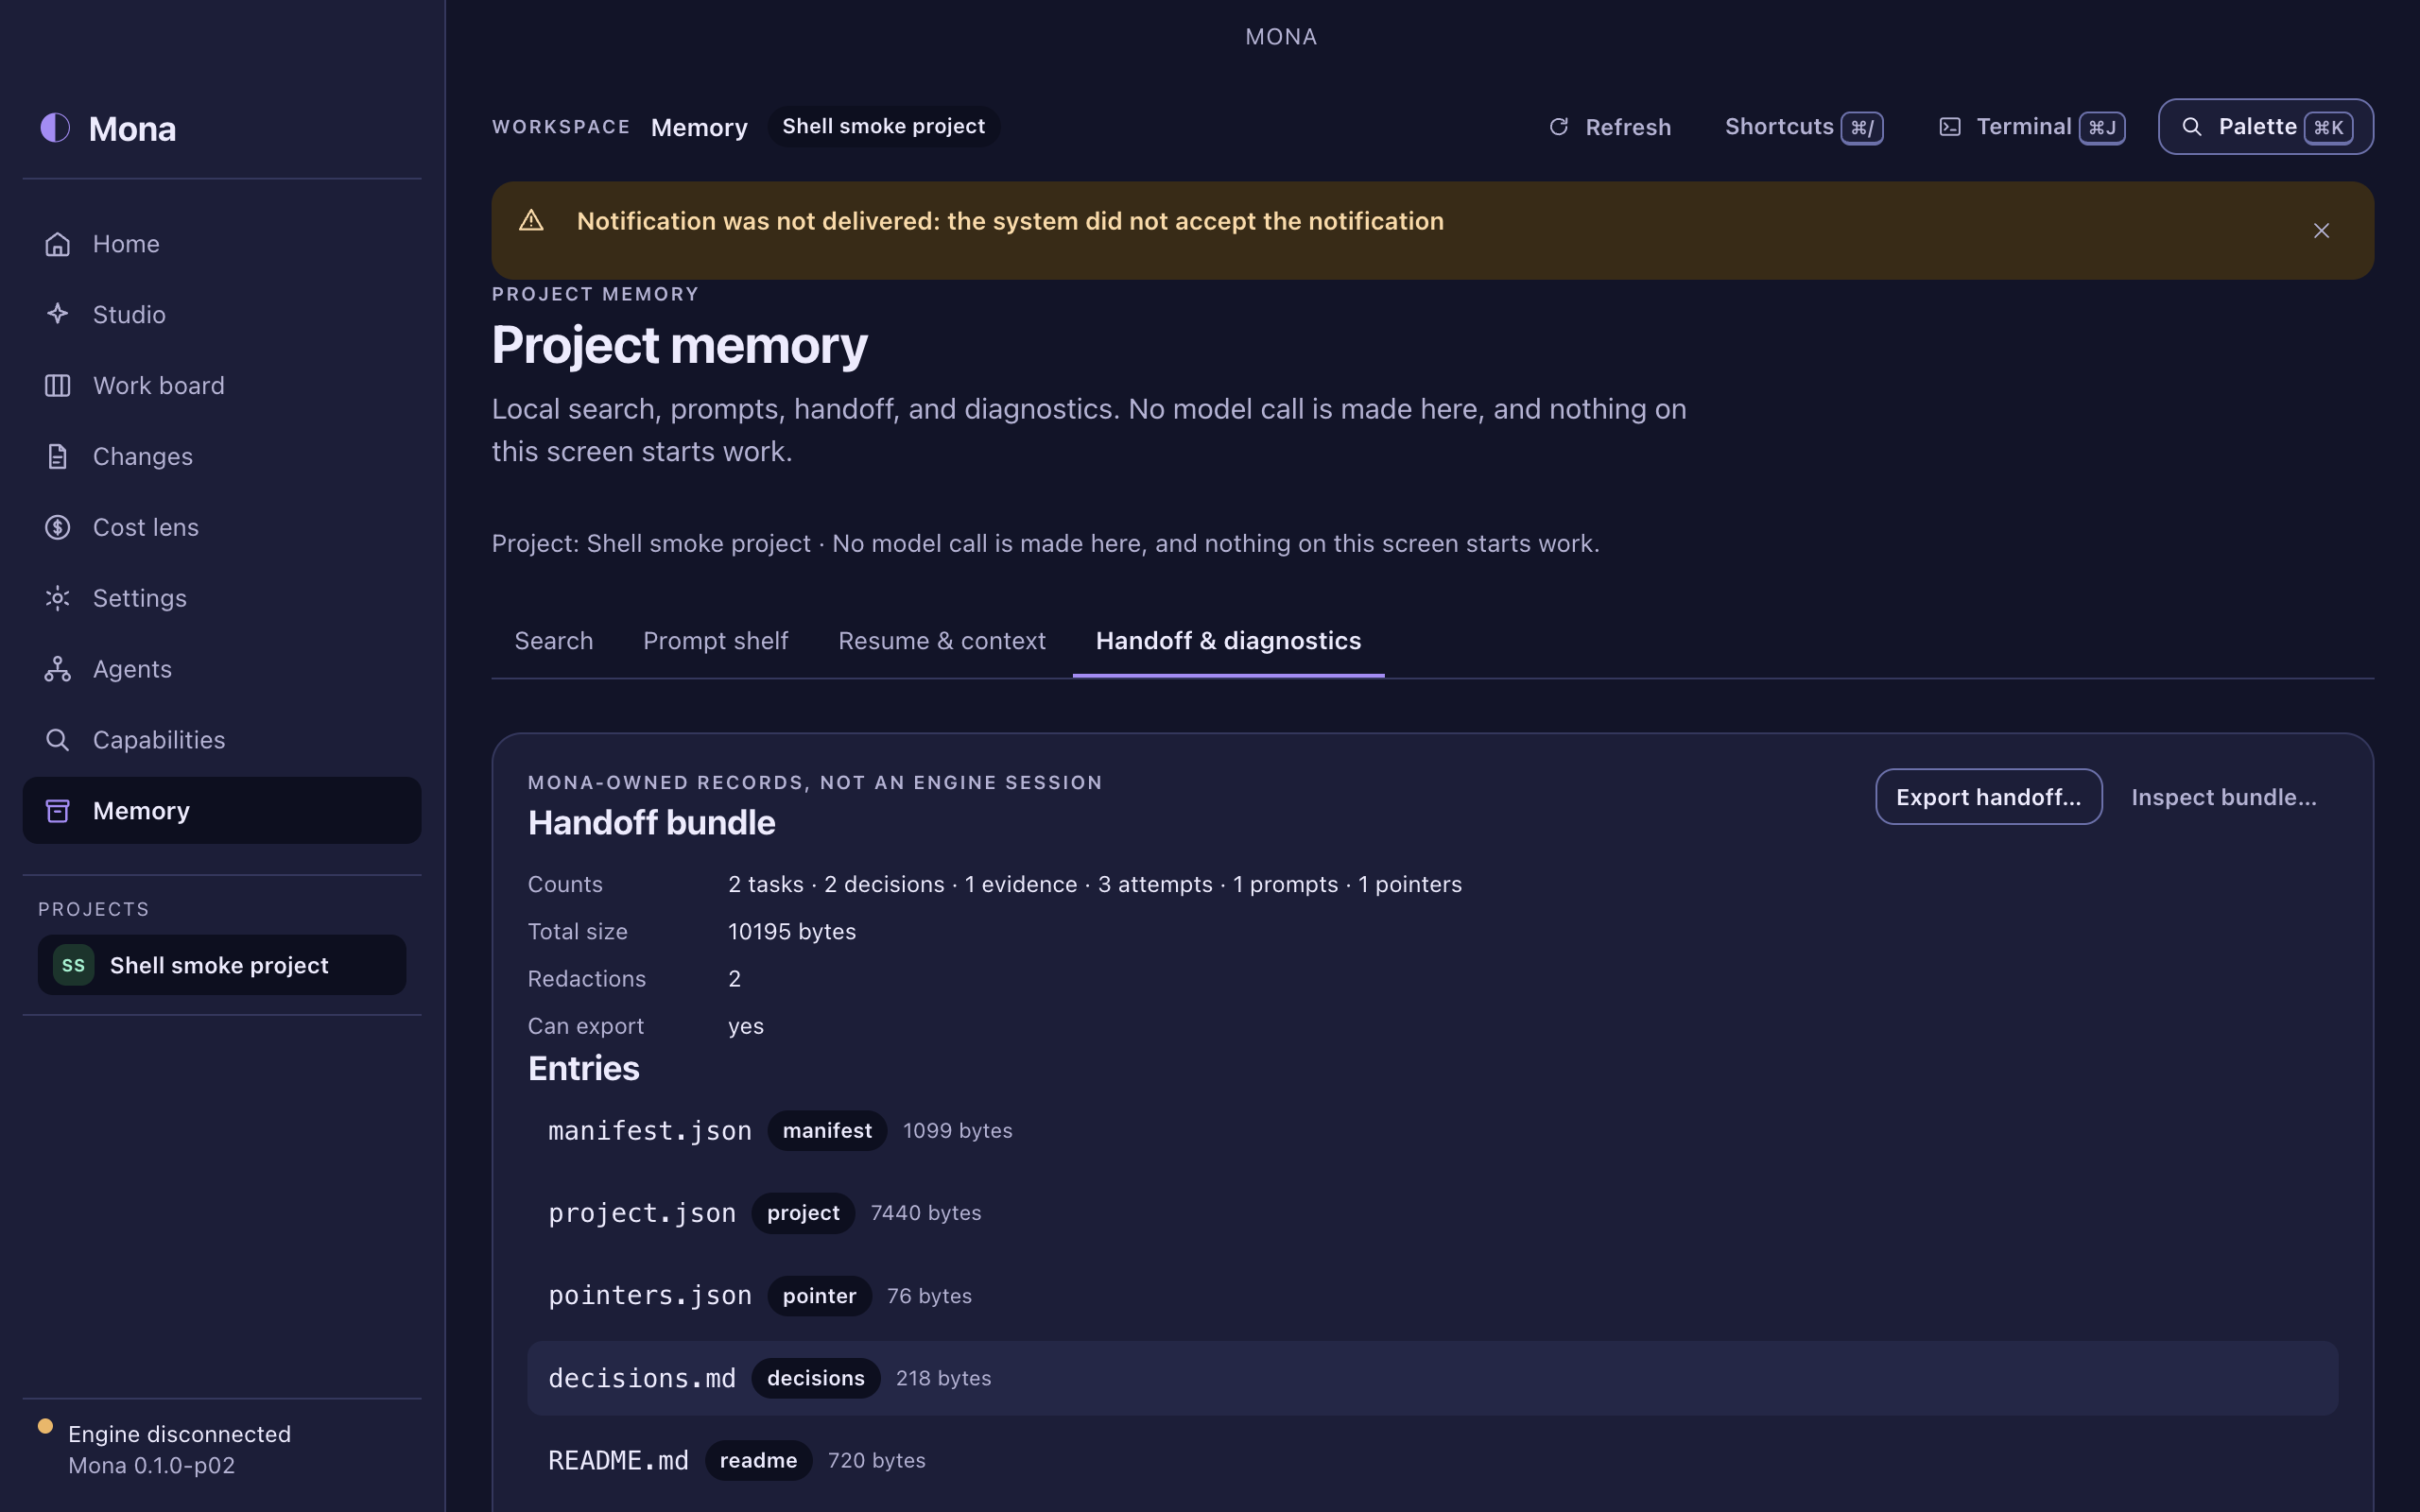 MONA
Mona
Home
Studio
Work board
Changes
Cost lens
Settings
Agents
Capabilities
Memory
PROJECTS
SS Shell smoke project
Engine disconnected
Mona 0.1.0-p02
WORKSPACE Memory Shell smoke project
Refresh Shortcuts ⌘/ Terminal ⌘J Palette ⌘K
Notification was not delivered: the system did not accept the notification
PROJECT MEMORY
Project memory
Local search, prompts, handoff, and diagnostics. No model call is made here, and nothing on
this screen starts work.
Project: Shell smoke project · No model call is made here, and nothing on this screen starts work.
Search Prompt shelf Resume & context Handoff & diagnostics
MONA-OWNED RECORDS, NOT AN ENGINE SESSION
Handoff bundle
Export handoff... Inspect bundle...
Counts 2 tasks · 2 decisions · 1 evidence · 3 attempts · 1 prompts · 1 pointers
Total size 10195 bytes
Redactions 2
Can export yes
Entries
manifest.json manifest 1099 bytes
project.json project 7440 bytes
pointers.json pointer 76 bytes
decisions.md decisions 218 bytes
README.md readme 720 bytes